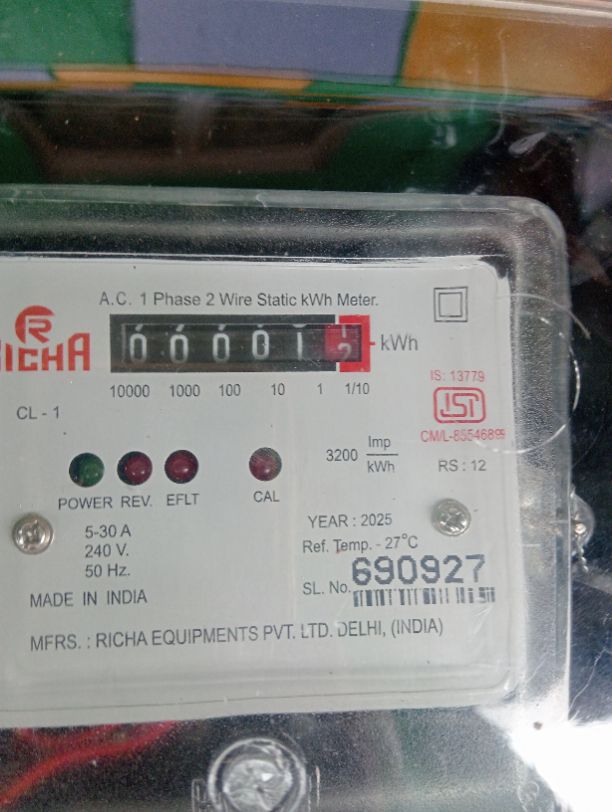 A.C. 1 Phase 2 Wire Static kWh Meter.
R
RICHA
0 0 0 0 1 2 kWh
10000 1000 100 10 1 1/10
IS: 13779
ISI
CM/L-8554689
CL - 1
3200 Imp/kWh
RS : 12
POWER REV. EFLT CAL
5-30 A
240 V.
50 Hz.
YEAR : 2025
Ref. Temp. - 27°C
SL. No. 690927
MADE IN INDIA
MFRS. : RICHA EQUIPMENTS PVT. LTD. DELHI, (INDIA)